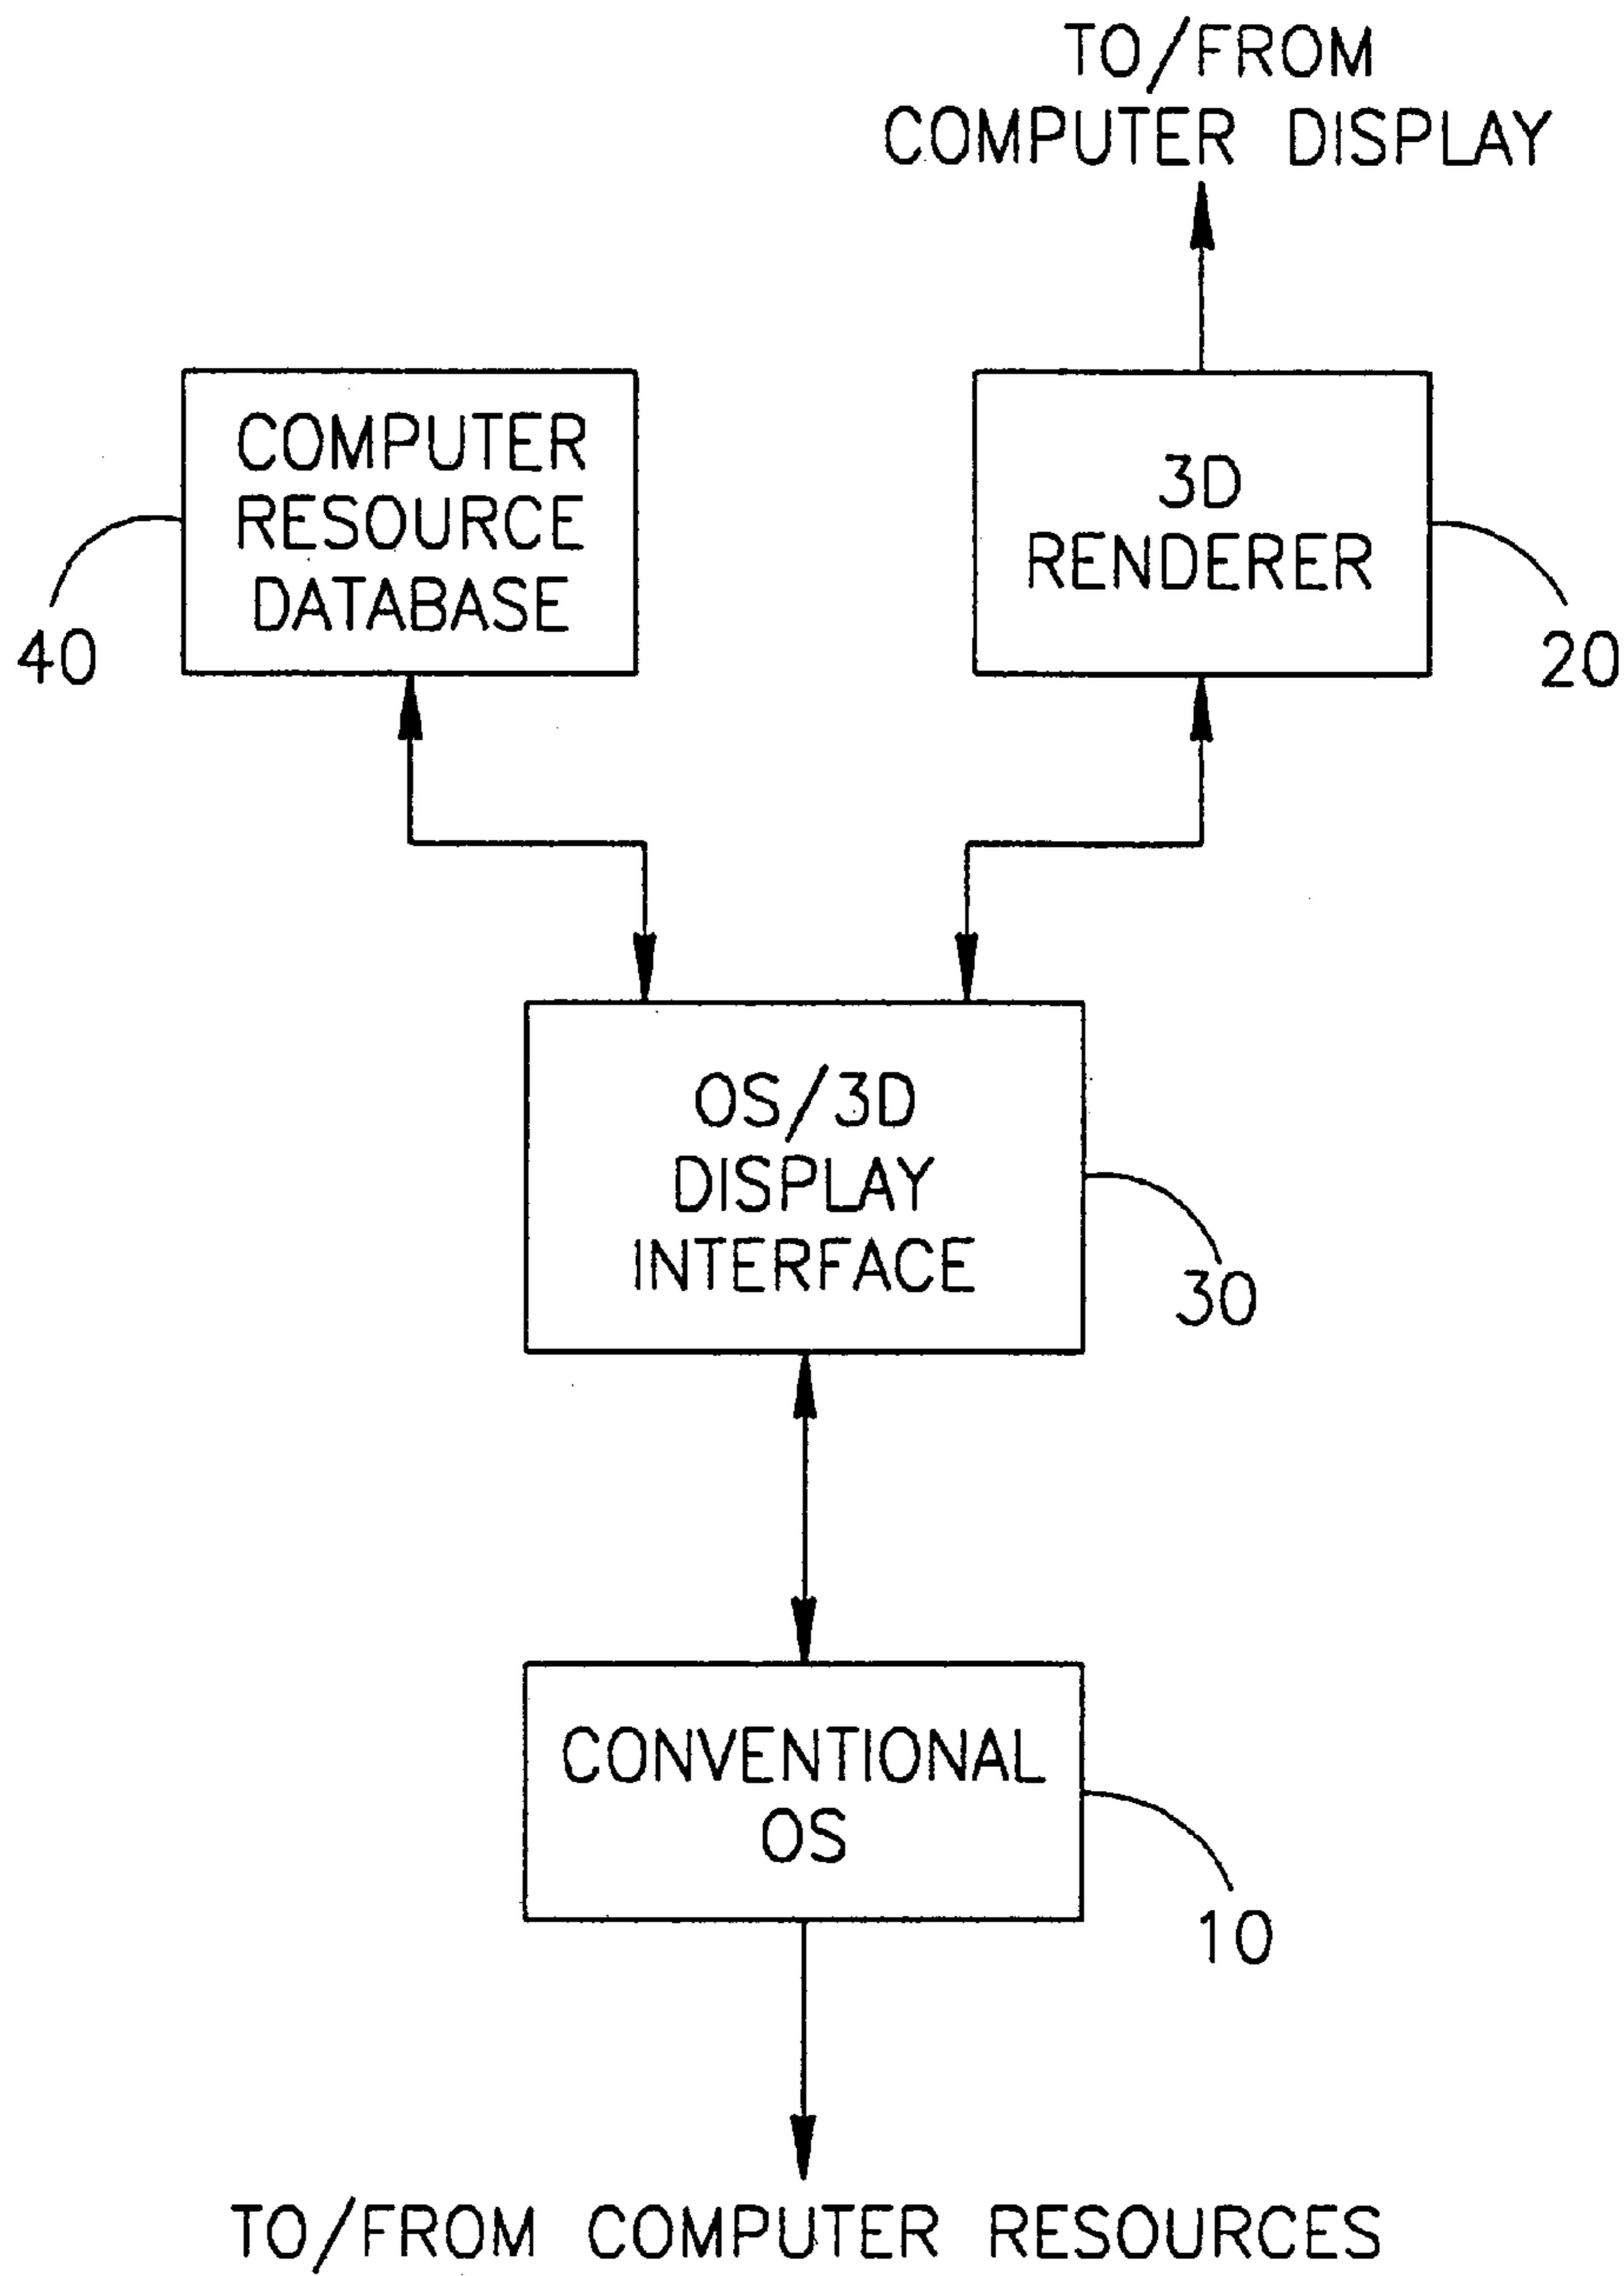 TO/FROM
COMPUTER DISPLAY
COMPUTER
RESOURCE
DATABASE
40
3D
RENDERER
20
OS/3D
DISPLAY
INTERFACE
30
CONVENTIONAL
OS
10
TO/FROM COMPUTER RESOURCES